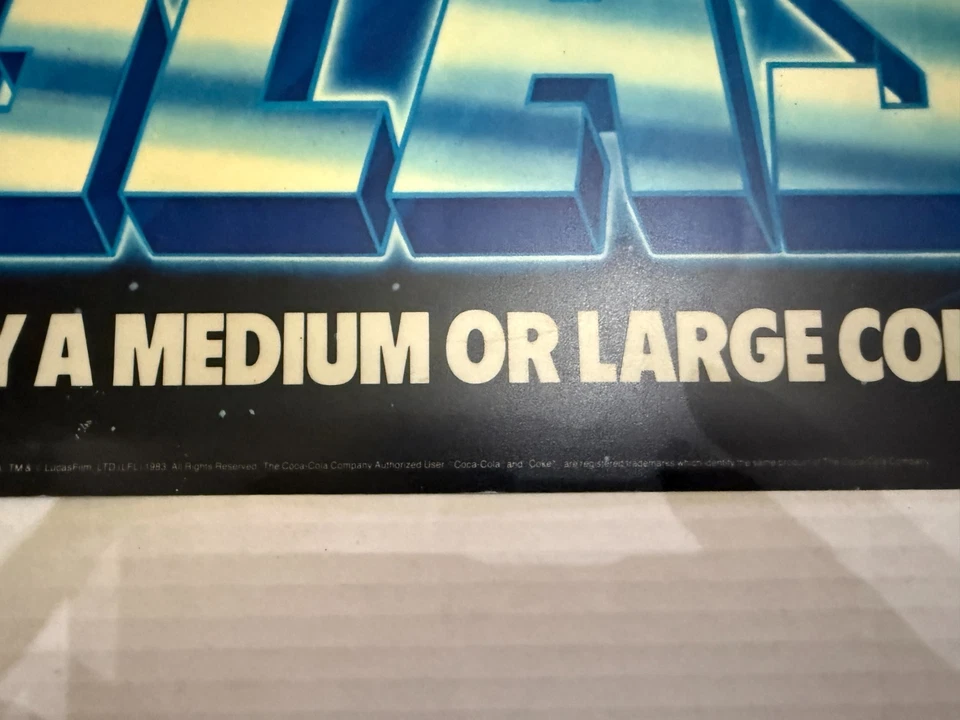 LAS
Y A MEDIUM OR LARGE CO
TM & © Lucasfilm, LTD. (LFL) 1983. All Rights Reserved. The Coca-Cola Company Authorized User. "Coca-Cola" and "Coke", are registered trademarks which identify the same product of The Coca-Cola Company.